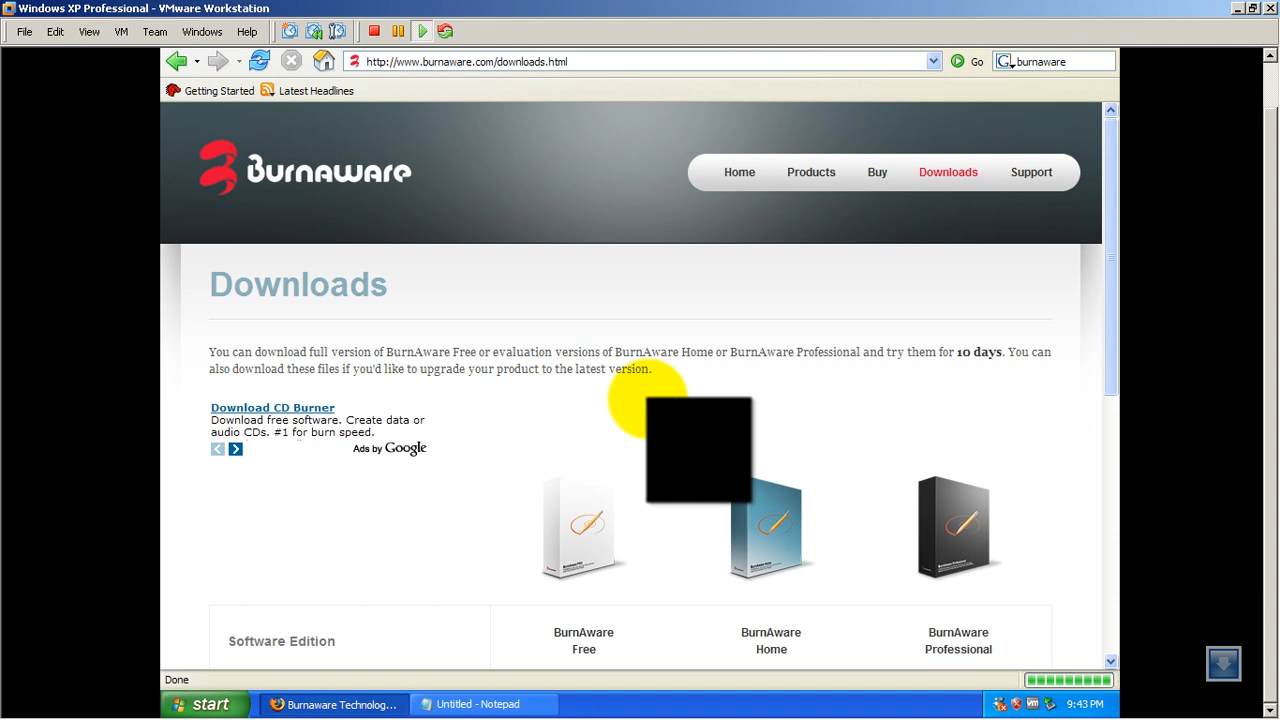 Windows XP Professional - VMware Workstation
File Edit View VM Team Windows Help
http://www.burnaware.com/downloads.html
Go
burnaware
Getting Started
Latest Headlines
Burnaware
Home Products Buy Downloads Support
Downloads
You can download full version of BurnAware Free or evaluation versions of BurnAware Home or BurnAware Professional and try them for 10 days. You can
also download these files if you'd like to upgrade your product to the latest version.
Download CD Burner
Download free software. Create data or
audio CDs. #1 for burn speed.
Ads by Google
Software Edition
BurnAware
Free
BurnAware
Home
BurnAware
Professional
Done
start
Burnaware Technolog...
Untitled - Notepad
9:43 PM